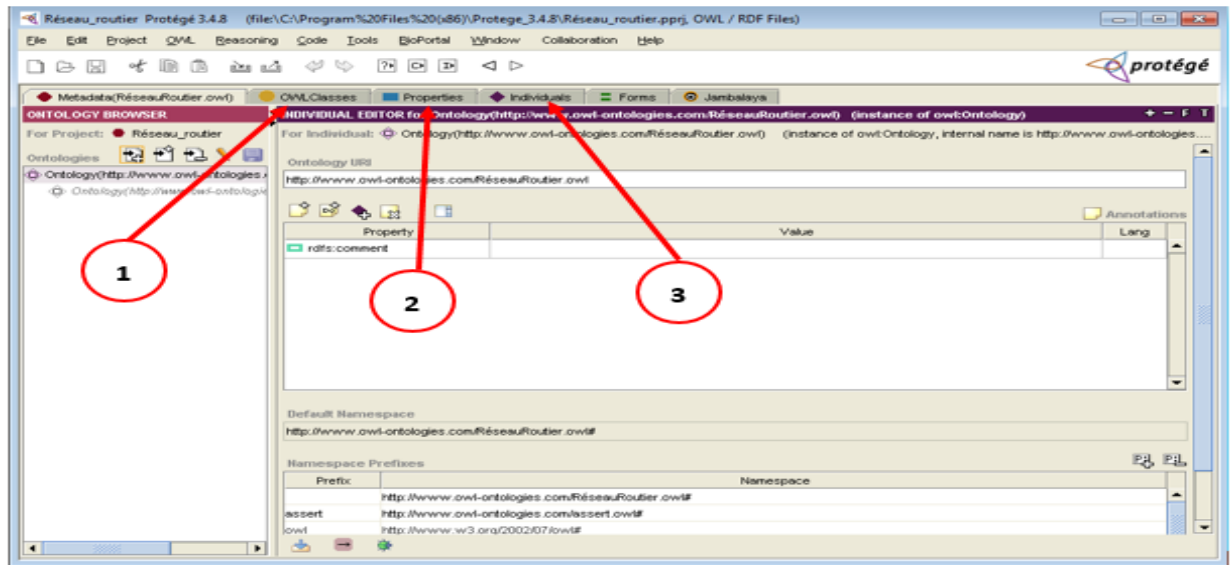 Réseau_routier Protégé 3.4.8 (file:\C:\Program%20Files%20(x86)\Protege_3.4.8\Réseau_routier.pprj, OWL / RDF Files)
File Edit Project OWL Reasoning Code Tools BioPortal Window Collaboration Help
protégé
Metadata(RéseauRoutier.owl) OWLClasses Properties Individuals Forms Jambalaya
ONTOLOGY BROWSER
INDIVIDUAL EDITOR for Ontology(http://www.owl-ontologies.com/RéseauRoutier.owl) (instance of owl:Ontology) + - F T
For Project: Réseau_routier
For Individual: Ontology(http://www.owl-ontologies.com/RéseauRoutier.owl) (instance of owl:Ontology, internal name is http://www.owl-ontologies....
Ontologies
Ontology URI
Ontology(http://www.owl-ontologies.
http://www.owl-ontologies.com/RéseauRoutier.owl
Ontology(http://www.owl-ontologie
Annotations
Property Value Lang
rdfs:comment
1
2
3
Default Namespace
http://www.owl-ontologies.com/RéseauRoutier.owl#
Namespace Prefixes
Prefix Namespace
http://www.owl-ontologies.com/RéseauRoutier.owl#
assert http://www.owl-ontologies.com/assert.owl#
owl http://www.w3.org/2002/07/owl#